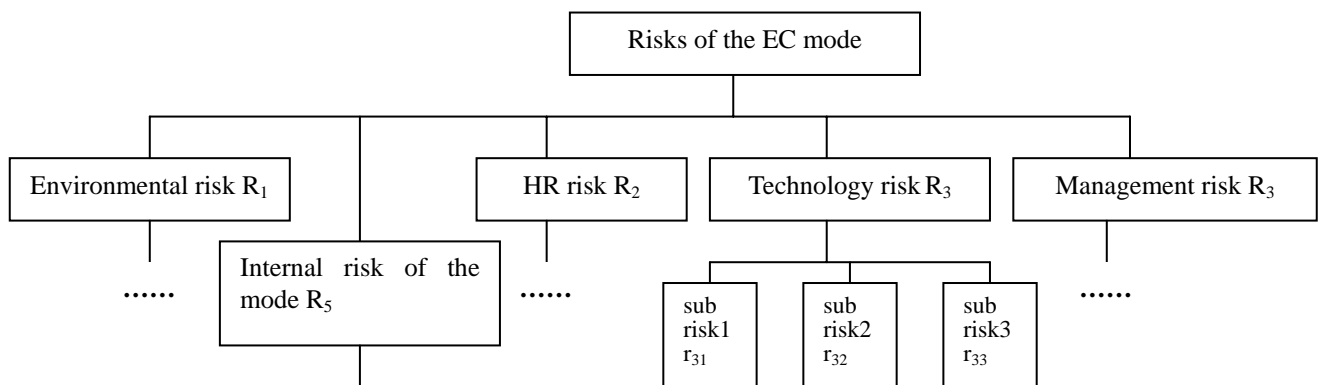 Risks of the EC mode
Environmental risk R₁
HR risk R₂
Technology risk R₃
Management risk R₃
Internal risk of the
mode R₅
......
......
......
sub
risk1
r₃₁
sub
risk2
r₃₂
sub
risk3
r₃₃